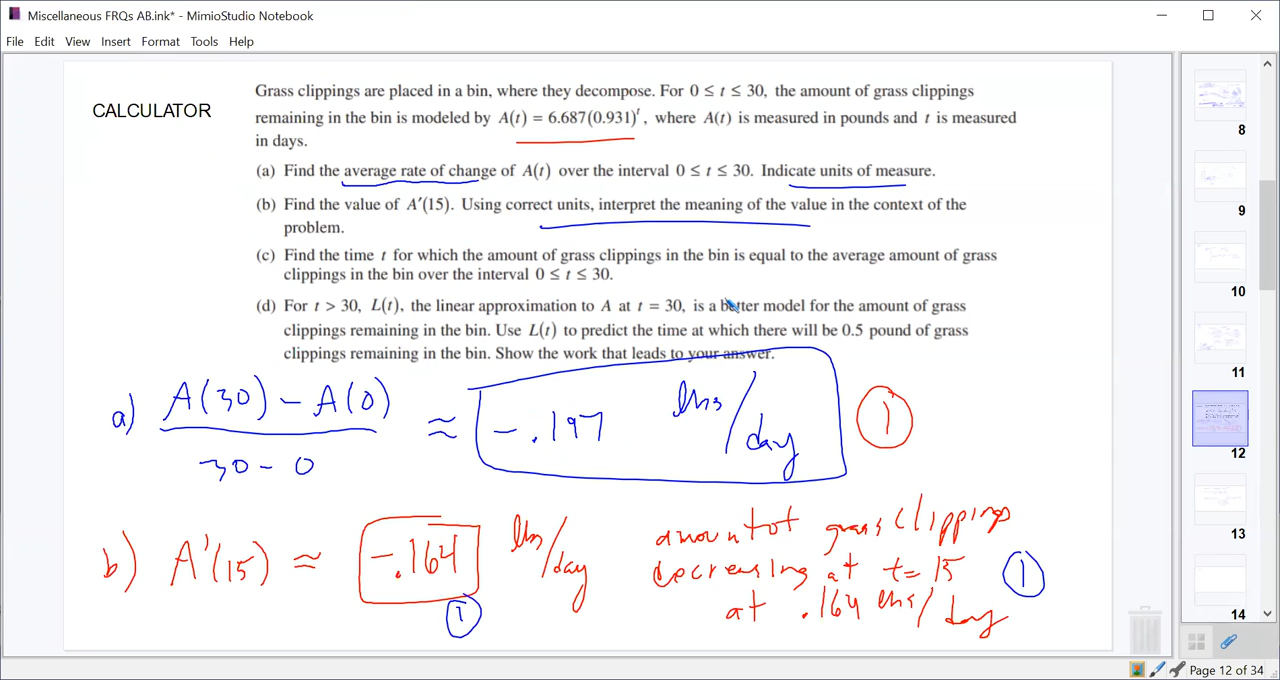 Miscellaneous FRQs AB.ink* - MimioStudio Notebook
File Edit View Insert Format Tools Help
CALCULATOR
Grass clippings are placed in a bin, where they decompose. For 0 ≤ t ≤ 30, the amount of grass clippings
remaining in the bin is modeled by A(t) = 6.687(0.931)^t, where A(t) is measured in pounds and t is measured
in days.
(a) Find the average rate of change of A(t) over the interval 0 ≤ t ≤ 30. Indicate units of measure.
(b) Find the value of A′(15). Using correct units, interpret the meaning of the value in the context of the
problem.
(c) Find the time t for which the amount of grass clippings in the bin is equal to the average amount of grass
clippings in the bin over the interval 0 ≤ t ≤ 30.
(d) For t > 30, L(t), the linear approximation to A at t = 30, is a better model for the amount of grass
clippings remaining in the bin. Use L(t) to predict the time at which there will be 0.5 pound of grass
clippings remaining in the bin. Show the work that leads to your answer.
a) A(30) - A(0) / 30 - 0 ≈ -.197 lbs/day 1
b) A'(15) ≈ -.164 lbs/day 1
amount of grass clippings
decreasing at t=15 1
at .164 lbs/day
8
9
10
11
12
13
14
Page 12 of 34